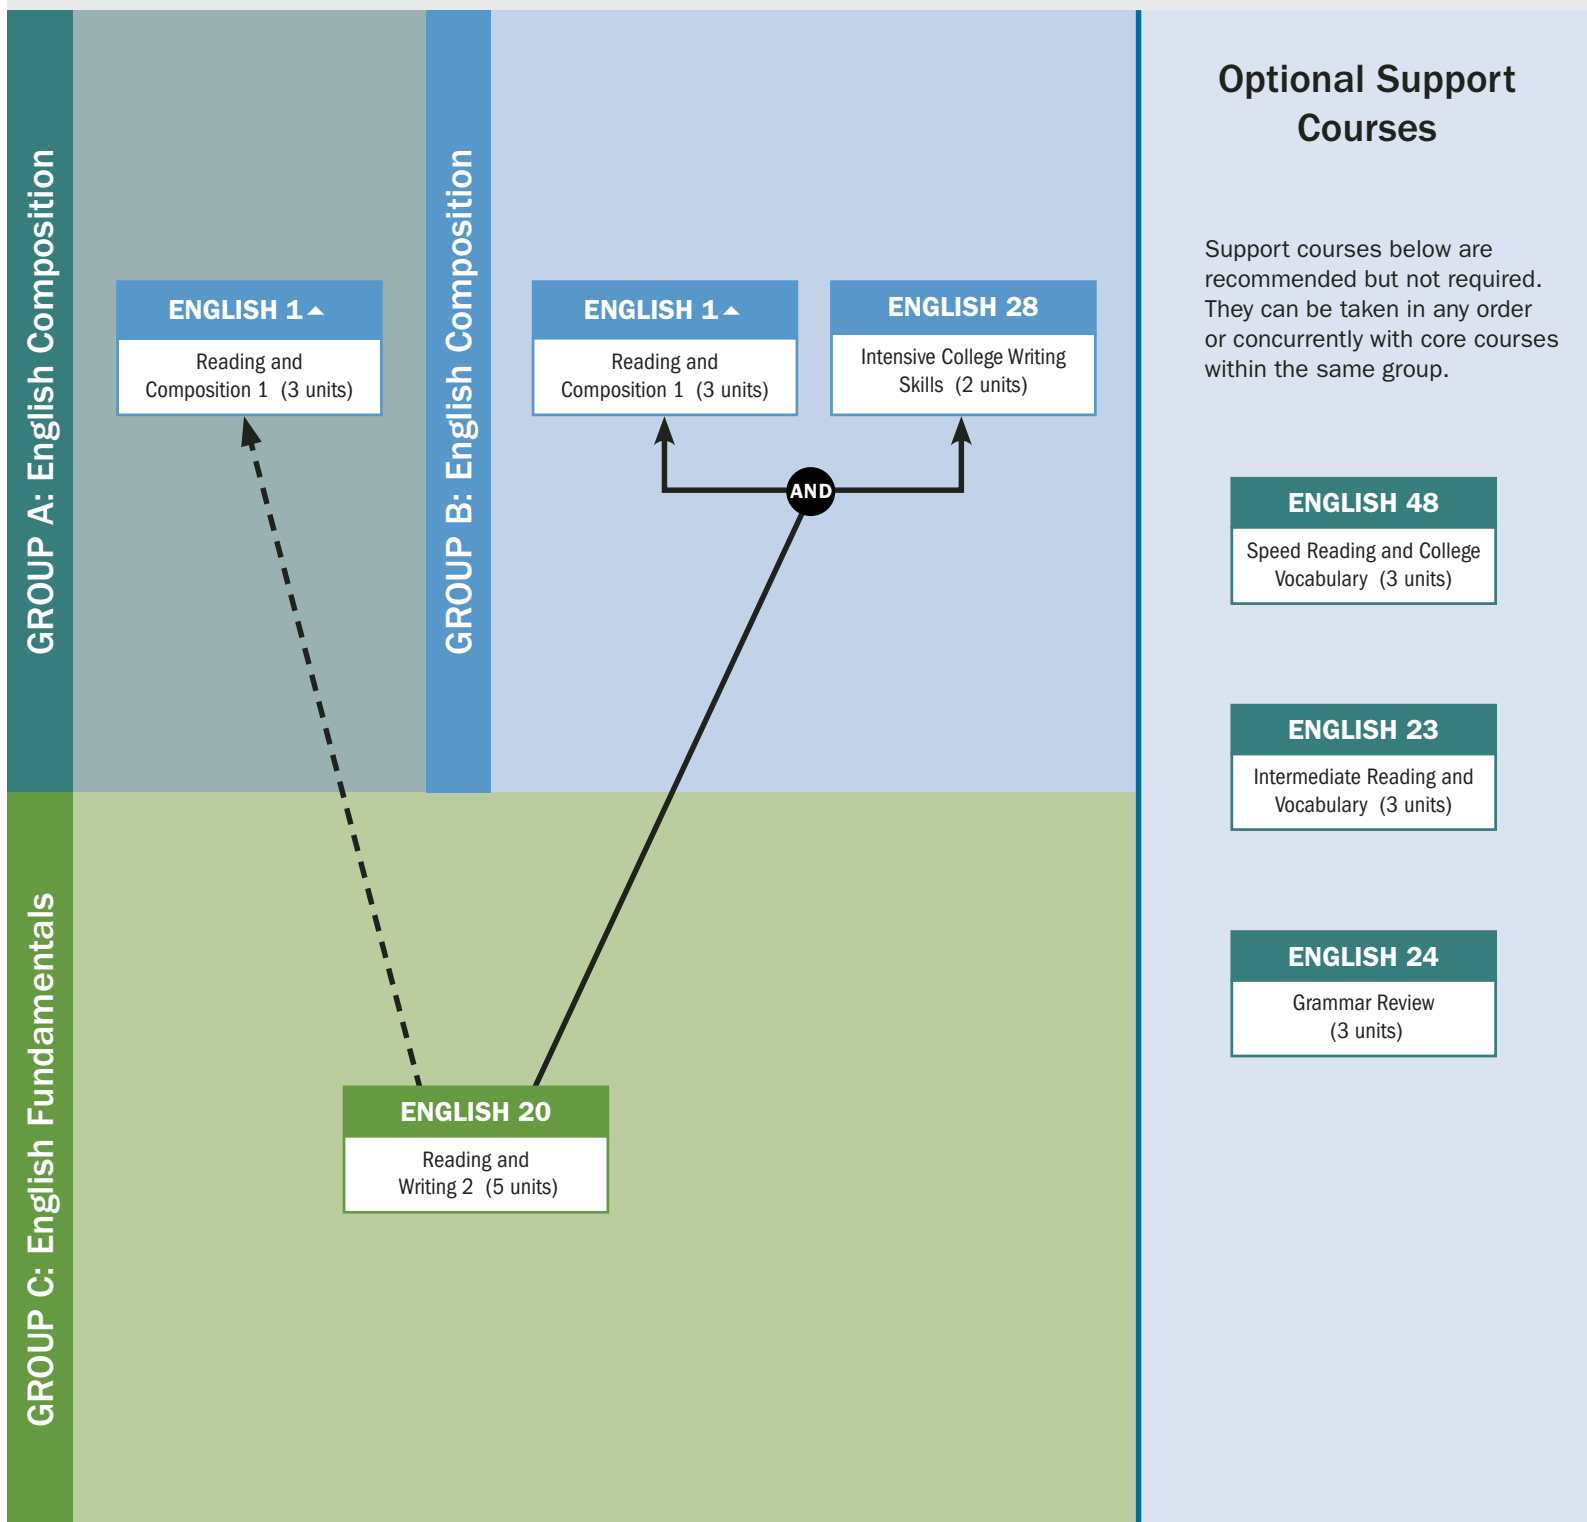 GROUP A: English Composition
ENGLISH 1▲
Reading and
Composition 1 (3 units)
GROUP B: English Composition
ENGLISH 1▲
Reading and
Composition 1 (3 units)
ENGLISH 28
Intensive College Writing
Skills (2 units)
AND
GROUP C: English Fundamentals
ENGLISH 20
Reading and
Writing 2 (5 units)
Optional Support
Courses
Support courses below are
recommended but not required.
They can be taken in any order
or concurrently with core courses
within the same group.
ENGLISH 48
Speed Reading and College
Vocabulary (3 units)
ENGLISH 23
Intermediate Reading and
Vocabulary (3 units)
ENGLISH 24
Grammar Review
(3 units)